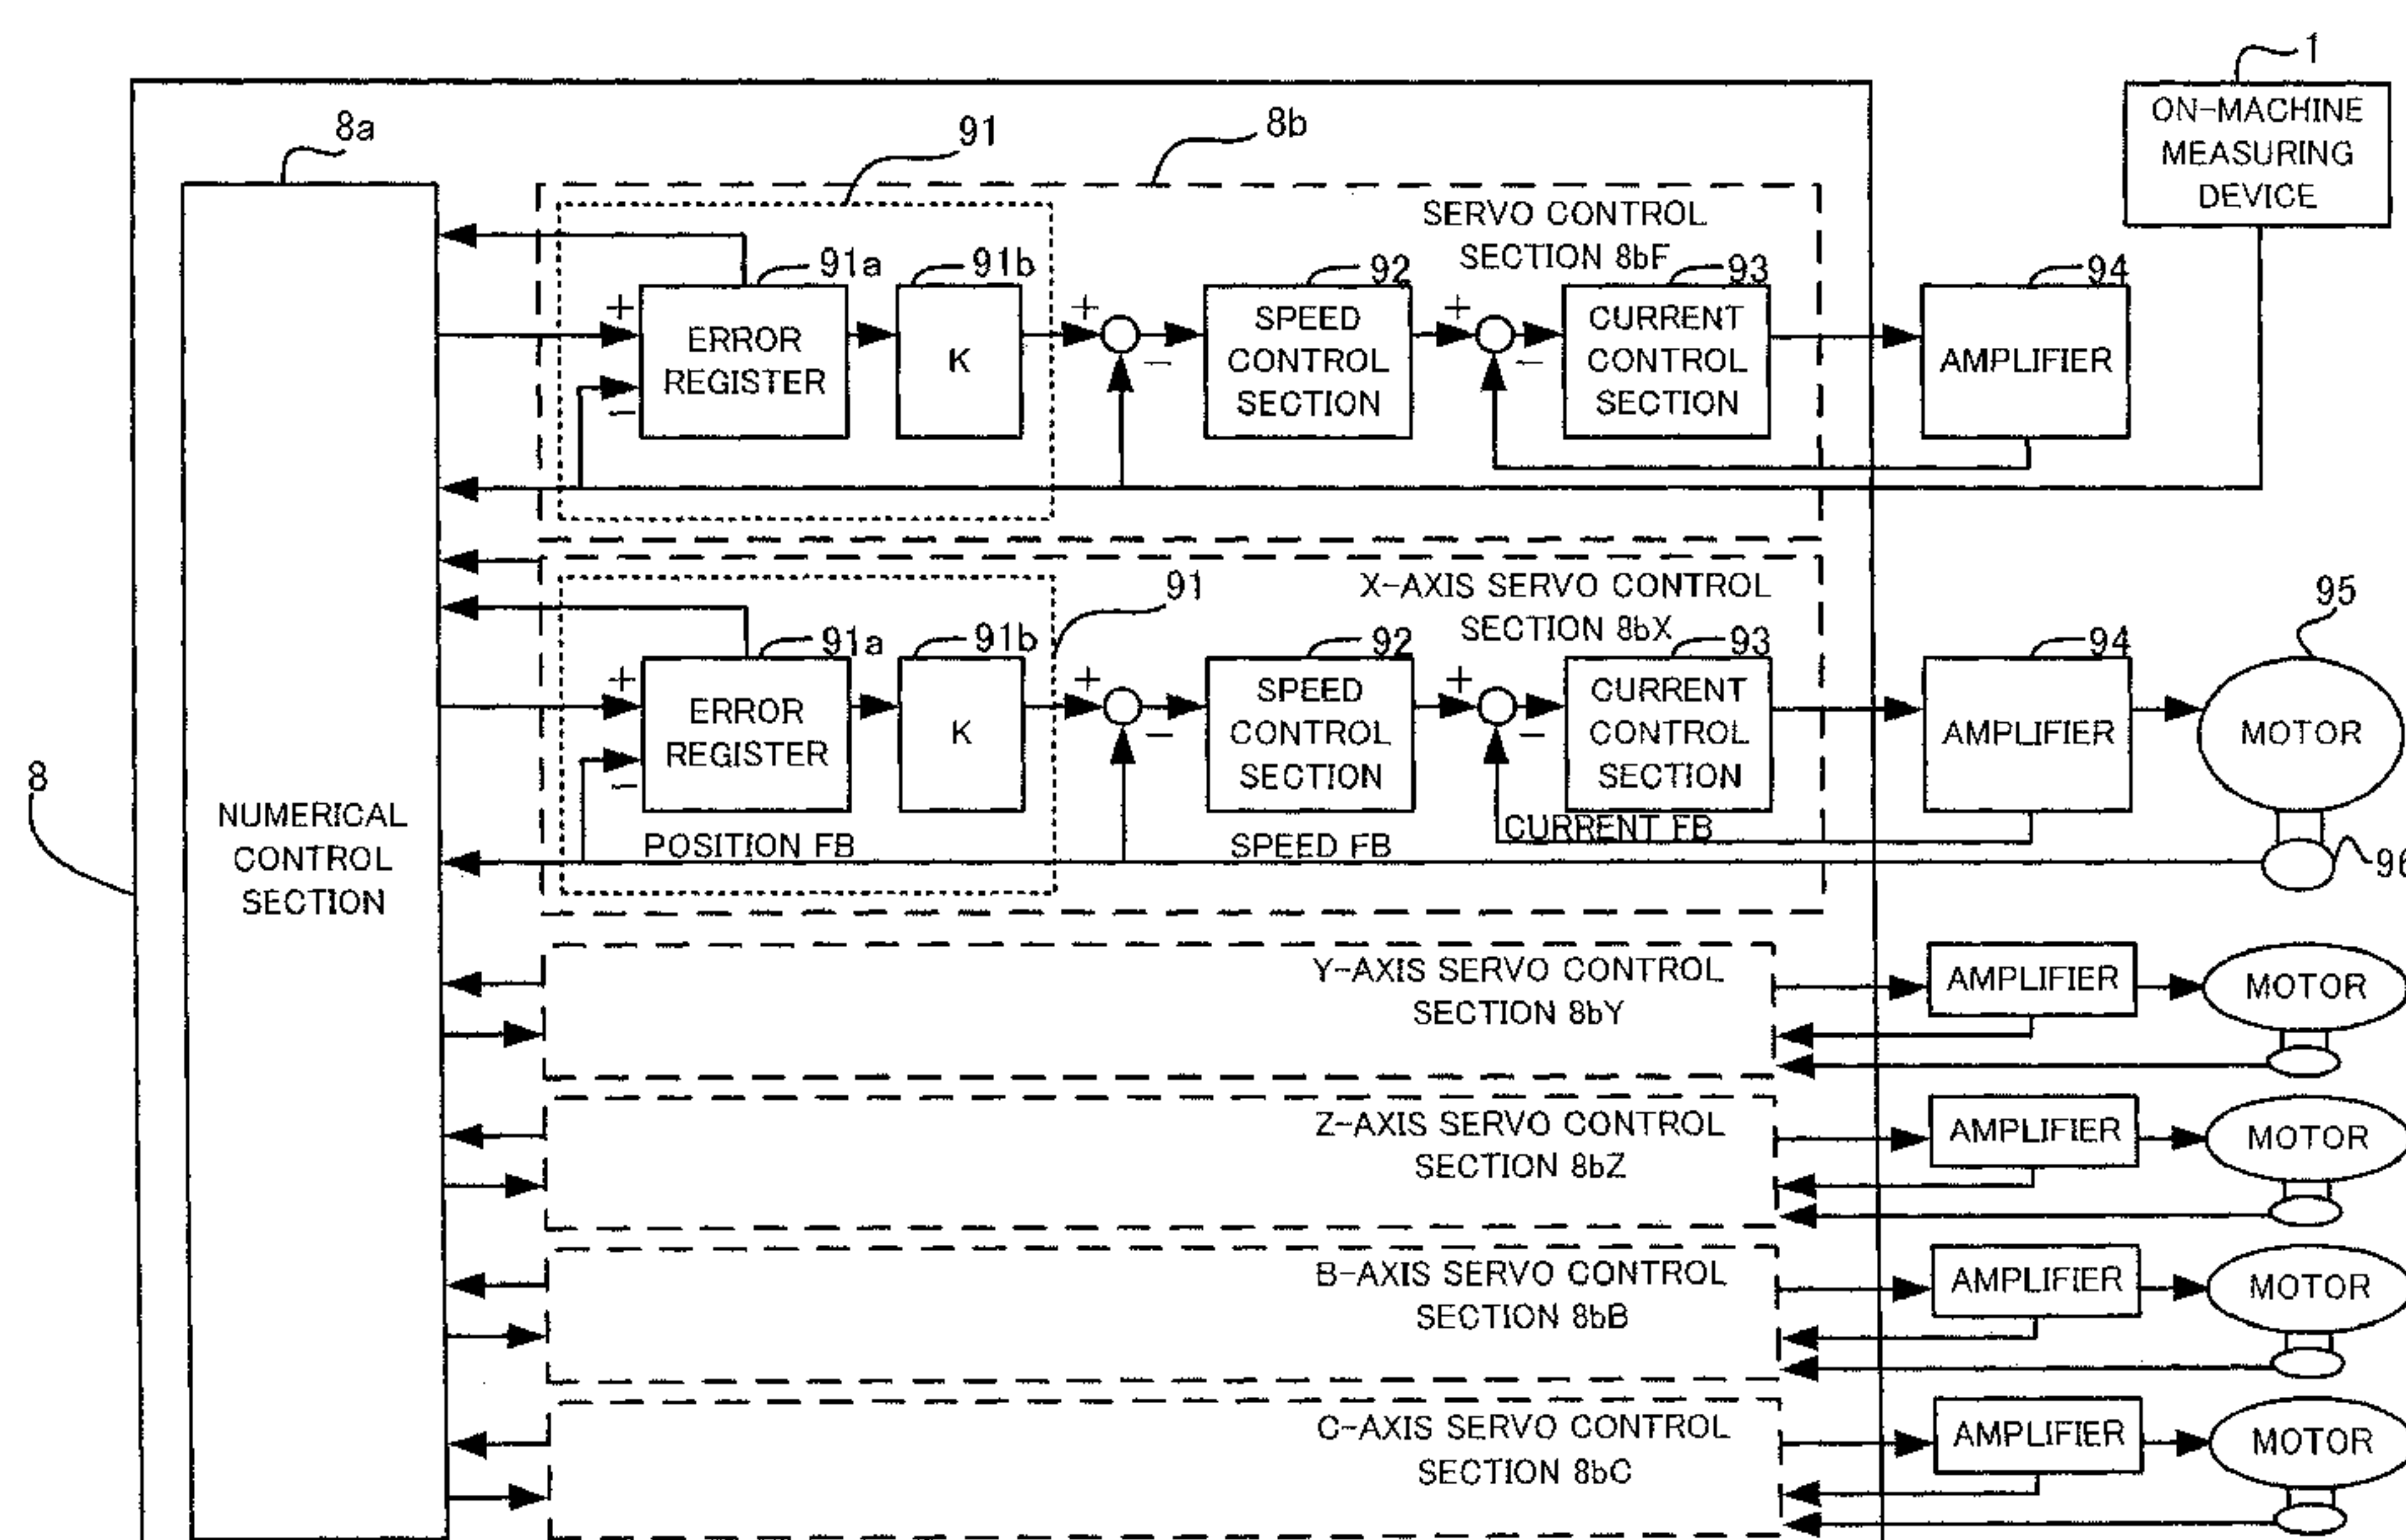 1
ON-MACHINE
MEASURING
DEVICE
8a
91
8b
SERVO CONTROL
SECTION 8bF
91a
91b
92
93
94
+
ERROR
REGISTER
−
K
+
−
SPEED
CONTROL
SECTION
+
−
CURRENT
CONTROL
SECTION
AMPLIFIER
X-AXIS SERVO CONTROL
SECTION 8bX
91
95
91a
91b
92
93
94
+
ERROR
REGISTER
−
K
+
−
SPEED
CONTROL
SECTION
+
−
CURRENT
CONTROL
SECTION
AMPLIFIER
MOTOR
8
NUMERICAL
CONTROL
SECTION
POSITION FB
SPEED FB
CURRENT FB
96
Y-AXIS SERVO CONTROL
SECTION 8bY
AMPLIFIER
MOTOR
Z-AXIS SERVO CONTROL
SECTION 8bZ
AMPLIFIER
MOTOR
B-AXIS SERVO CONTROL
SECTION 8bB
AMPLIFIER
MOTOR
C-AXIS SERVO CONTROL
SECTION 8bC
AMPLIFIER
MOTOR